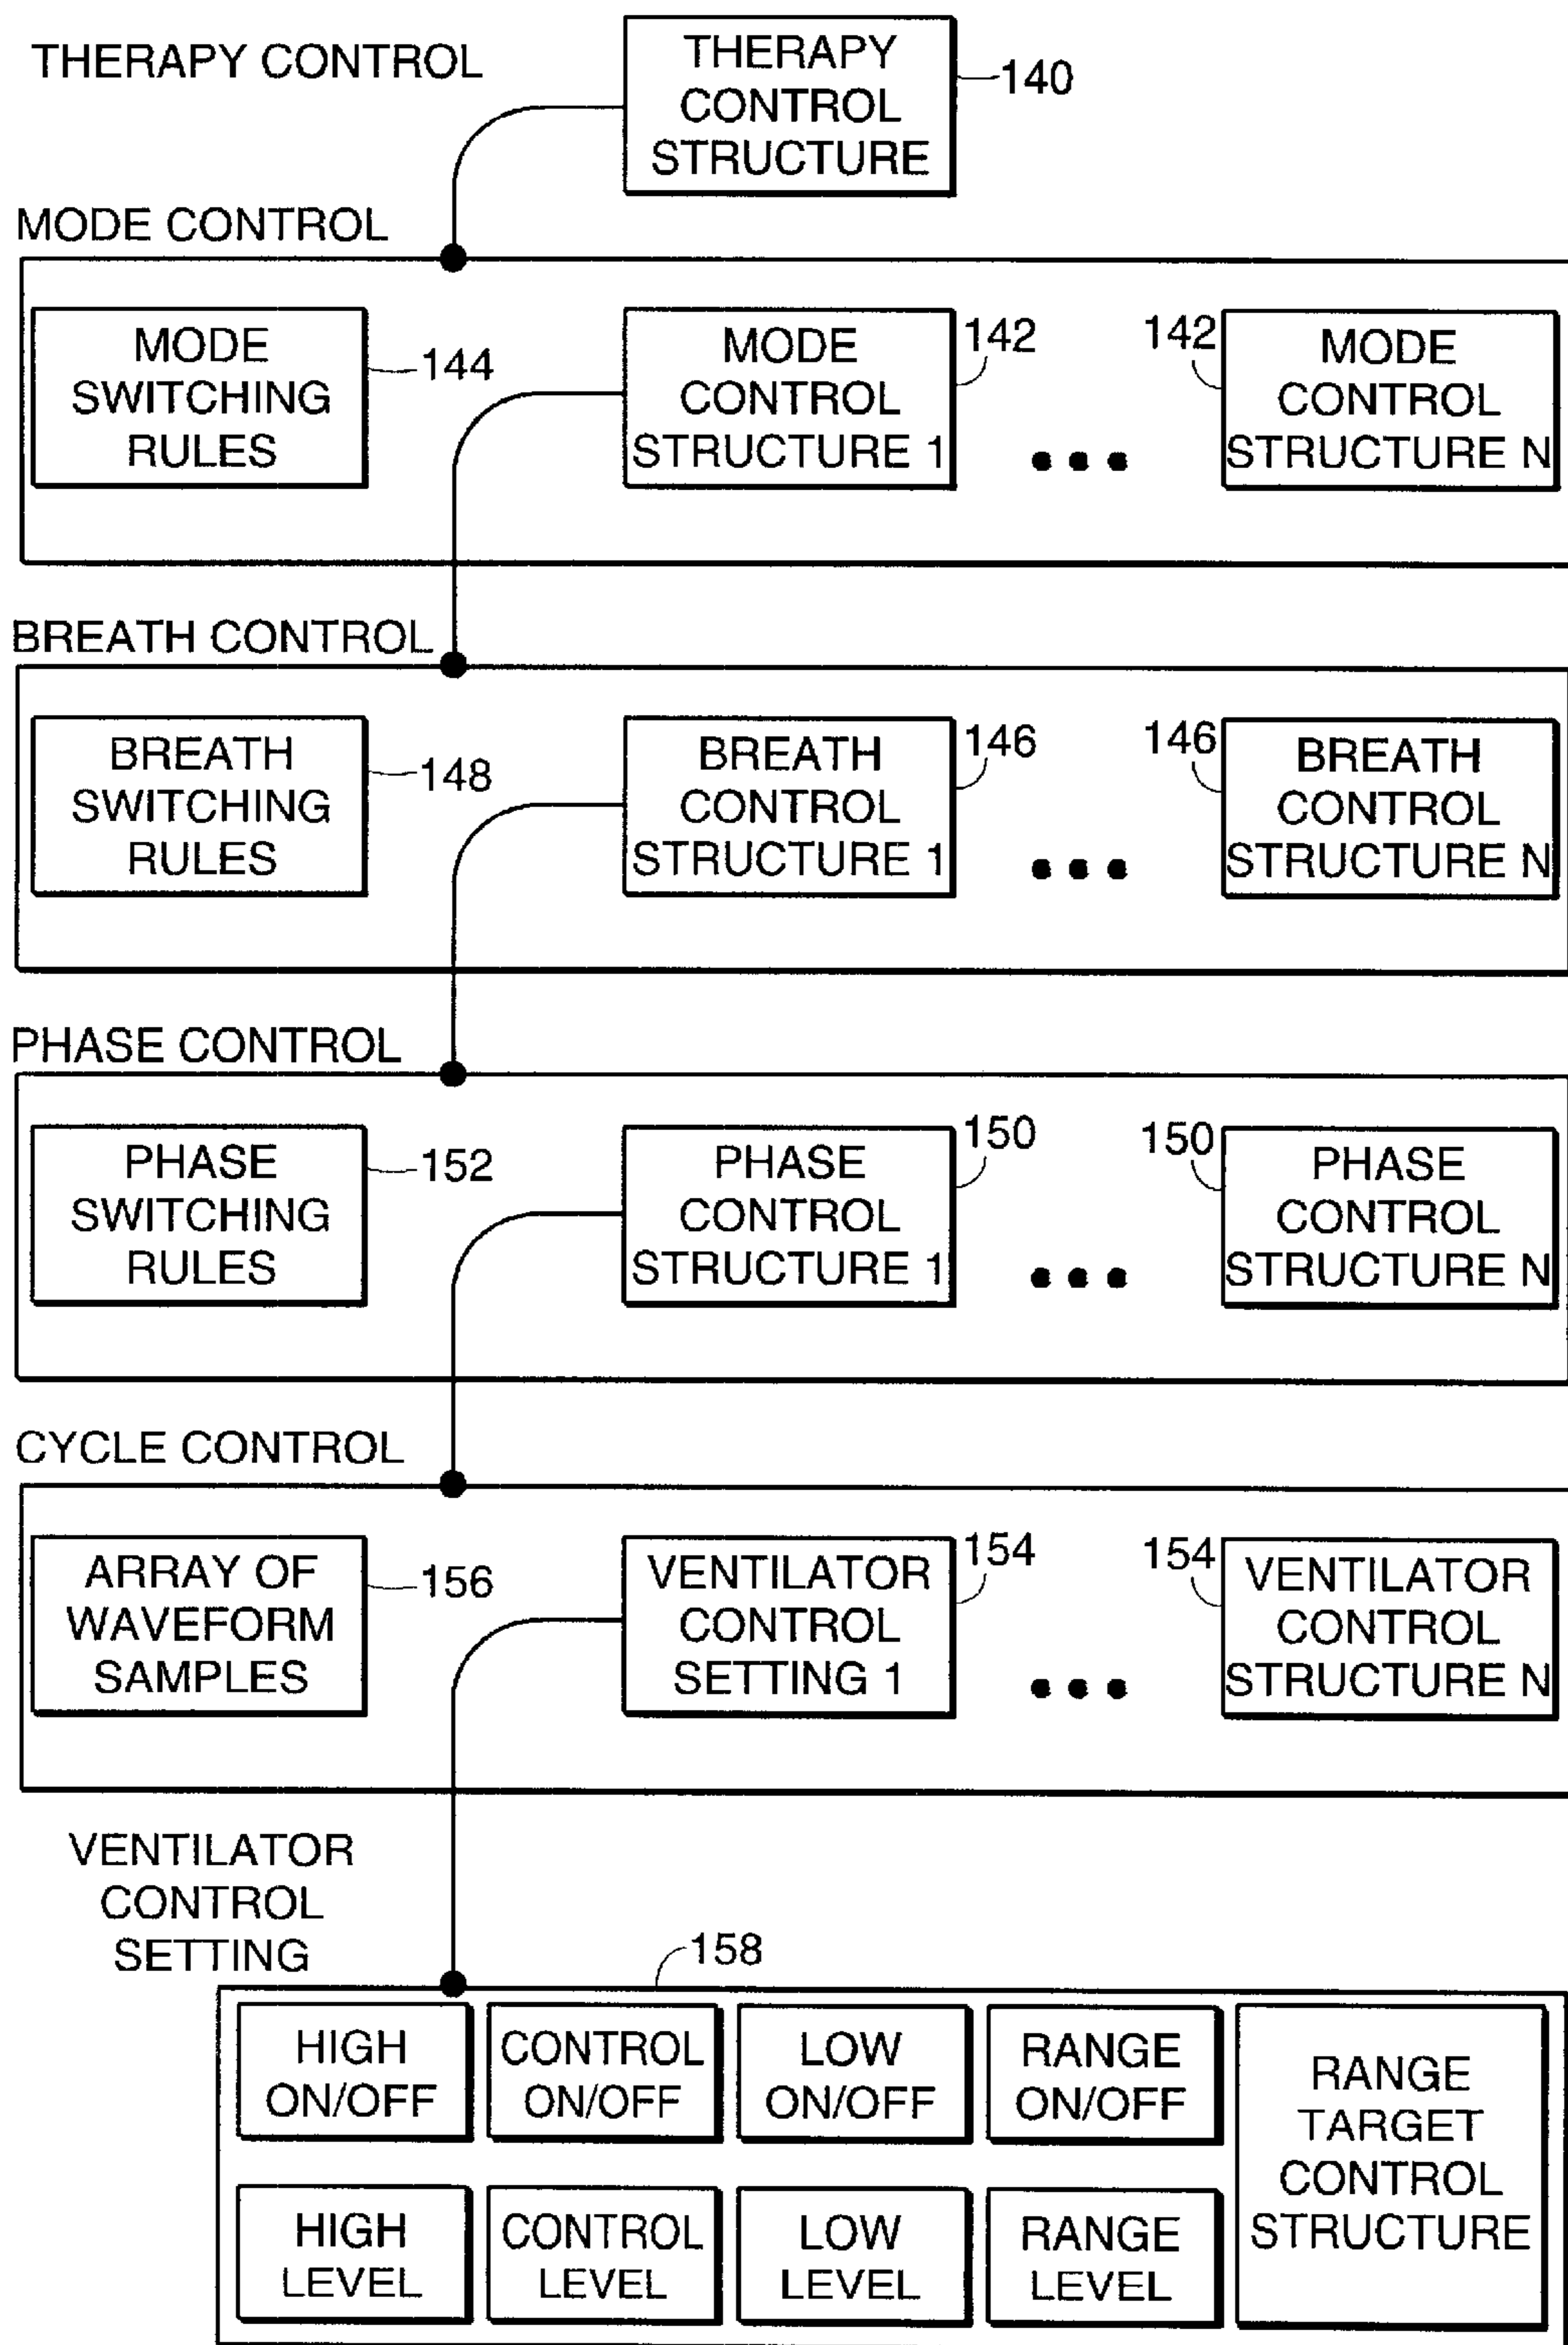 THERAPY CONTROL
THERAPY
CONTROL
STRUCTURE
140
MODE CONTROL
MODE
SWITCHING
RULES
144
MODE
CONTROL
STRUCTURE 1
142
142
MODE
CONTROL
STRUCTURE N
BREATH CONTROL
BREATH
SWITCHING
RULES
148
BREATH
CONTROL
STRUCTURE 1
146
146
BREATH
CONTROL
STRUCTURE N
PHASE CONTROL
PHASE
SWITCHING
RULES
152
PHASE
CONTROL
STRUCTURE 1
150
150
PHASE
CONTROL
STRUCTURE N
CYCLE CONTROL
ARRAY OF
WAVEFORM
SAMPLES
156
VENTILATOR
CONTROL
SETTING 1
154
154
VENTILATOR
CONTROL
STRUCTURE N
VENTILATOR
CONTROL
SETTING
158
HIGH
ON/OFF
CONTROL
ON/OFF
LOW
ON/OFF
RANGE
ON/OFF
RANGE
TARGET
CONTROL
STRUCTURE
HIGH
LEVEL
CONTROL
LEVEL
LOW
LEVEL
RANGE
LEVEL